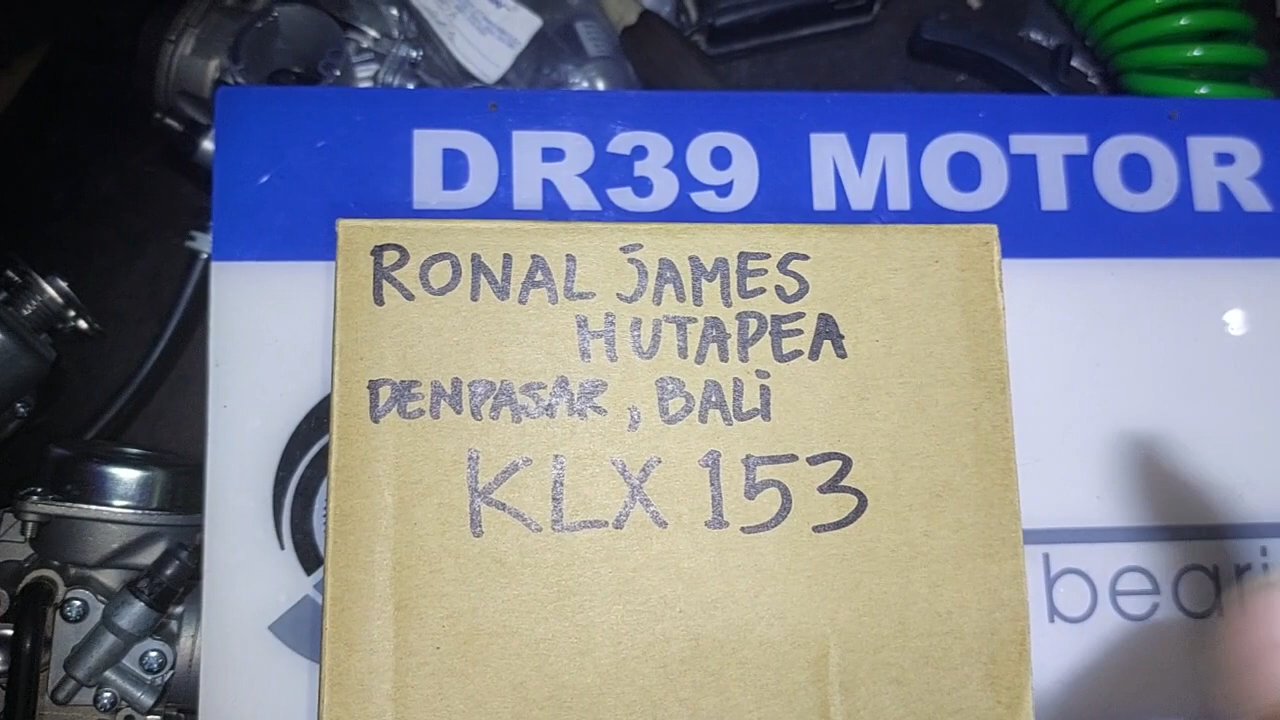 DR39 MOTOR
RONAL JAMES
HUTAPEA
DENPASAR, BALI
KLX 153